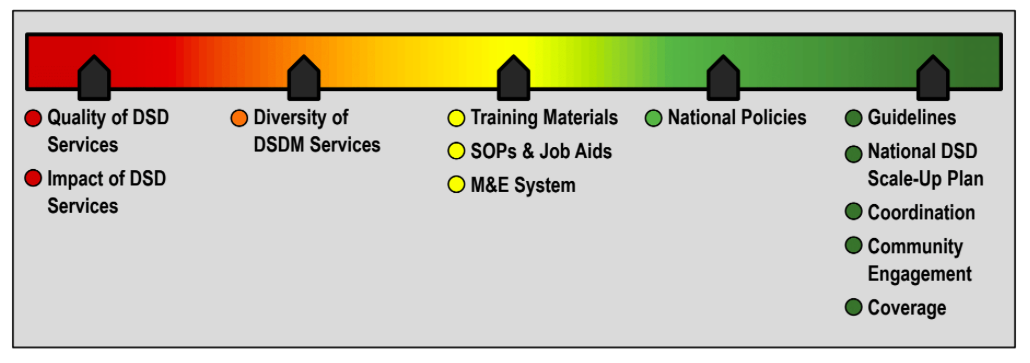 Quality of DSD
Services
Impact of DSD
Services
Diversity of
DSDM Services
Training Materials
SOPs & Job Aids
M&E System
National Policies
Guidelines
National DSD
Scale-Up Plan
Coordination
Community
Engagement
Coverage